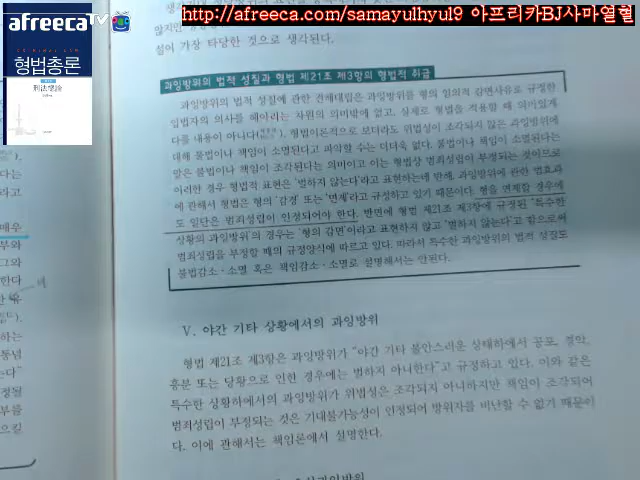 http://afreeca.com/samayulhyul9 아프리카BJ사마열혈
afreecaTV
형법총론
刑法總論
설이 가장 타당한 것으로 생각된다.
과잉방위의 법적 성질과 형법 제21조 제3항의 형법적 취급
과잉방위의 법적 성질에 관한 견해대립은 과잉방위를 형의 임의적 감면사유로 규정한
입법자의 의사를 헤아리는 차원의 의미밖에 없고, 실제로 형법을 적용할 때 의미있게
다룰 내용이 아니다. 형법이론적으로 보더라도 위법성이 조각되지 않은 과잉방위에
대해 불법이나 책임이 소멸된다고 파악할 수는 더더욱 없다. 불법이나 책임이 소멸된다는
말은 불법이나 책임이 조각된다는 의미이고 이는 형법상 범죄성립이 부정되는 것이므로
이러한 경우 형법적 표현은 '벌하지 않는다'라고 표현하는데 반해, 과잉방위에 관한 법효과
에 관해서 형법은 형의 '감경' 또는 '면제'라고 규정하고 있기 때문이다. 형을 면제할 경우에
도 일단은 범죄성립이 인정되어야 한다. 반면에 형법 제21조 제3항에 규정된 '특수한
상황의 과잉방위'의 경우는 '형의 감면'이라고 표현하지 않고 '벌하지 않는다'고 함으로써
범죄성립을 부정할 때의 규정양식에 따르고 있다. 따라서 특수한 과잉방위의 법적 성질도
불법감소·소멸 혹은 책임감소·소멸로 설명해서는 안된다.
Ⅴ. 야간 기타 상황에서의 과잉방위
형법 제21조 제3항은 과잉방위가 "야간 기타 불안스러운 상태하에서 공포, 경악,
흥분 또는 당황으로 인한 경우에는 벌하지 아니한다"고 규정하고 있다. 이와 같은
특수한 상황하에서의 과잉방위가 위법성은 조각되지 아니하지만 책임이 조각되어
범죄성립이 부정되는 것은 기대불가능성이 인정되어 방위자를 비난할 수 없기 때문이
다. 이에 관해서는 책임론에서 설명한다.